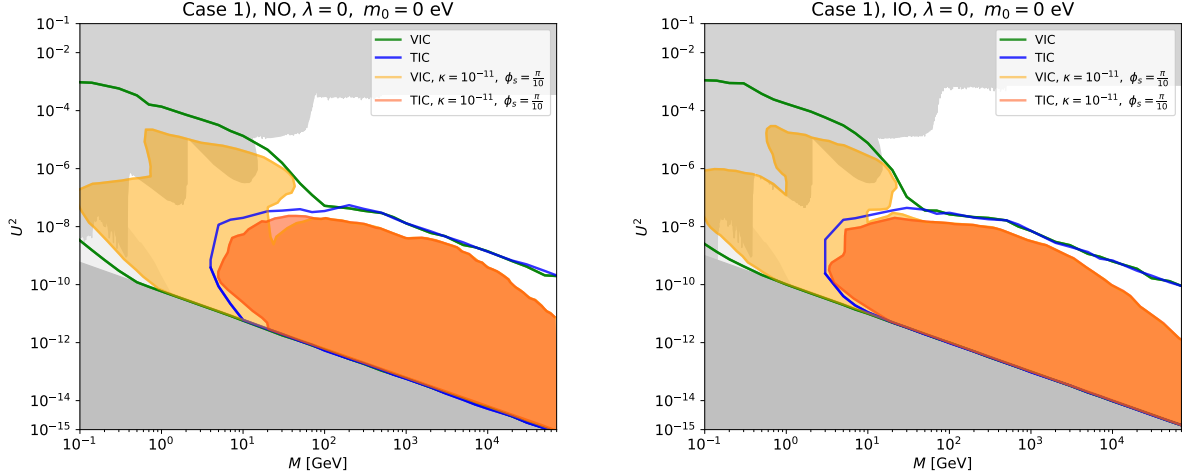 Case 1), NO, λ = 0, m₀ = 0 eV
10⁻¹
10⁻²
10⁻⁴
10⁻⁶
10⁻⁸
10⁻¹⁰
10⁻¹²
10⁻¹⁴
10⁻¹⁵
U²
VIC
TIC
VIC, κ = 10⁻¹¹, ϕₛ = π/10
TIC, κ = 10⁻¹¹, ϕₛ = π/10
10⁻¹ 10⁰ 10¹ 10² 10³ 10⁴
M [GeV]
Case 1), IO, λ = 0, m₀ = 0 eV
10⁻¹
10⁻²
10⁻⁴
10⁻⁶
10⁻⁸
10⁻¹⁰
10⁻¹²
10⁻¹⁴
10⁻¹⁵
U²
VIC
TIC
VIC, κ = 10⁻¹¹, ϕₛ = π/10
TIC, κ = 10⁻¹¹, ϕₛ = π/10
10⁻¹ 10⁰ 10¹ 10² 10³ 10⁴
M [GeV]